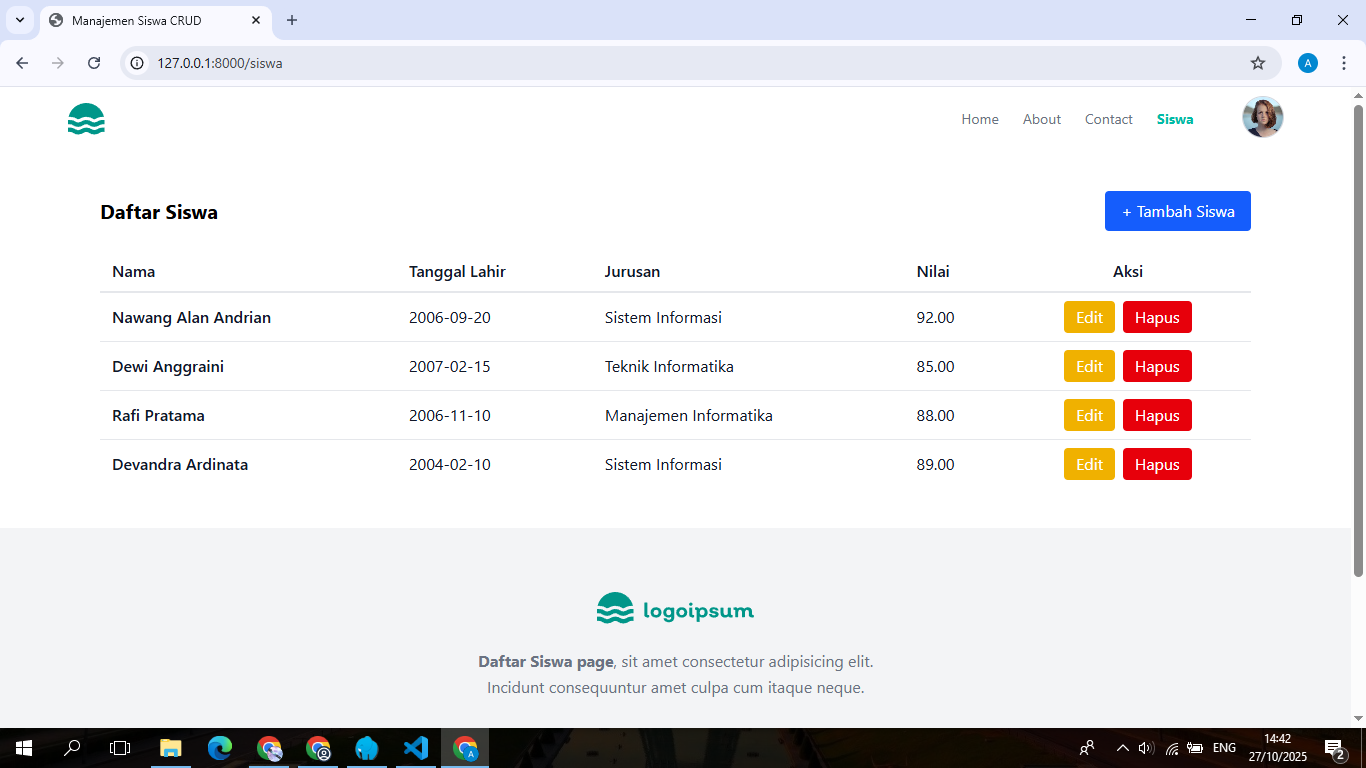 Manajemen Siswa CRUD
127.0.0.1:8000/siswa
A
Home About Contact Siswa
Daftar Siswa + Tambah Siswa
Nama Tanggal Lahir Jurusan Nilai Aksi
Nawang Alan Andrian 2006-09-20 Sistem Informasi 92.00 Edit Hapus
Dewi Anggraini 2007-02-15 Teknik Informatika 85.00 Edit Hapus
Rafi Pratama 2006-11-10 Manajemen Informatika 88.00 Edit Hapus
Devandra Ardinata 2004-02-10 Sistem Informasi 89.00 Edit Hapus
logoipsum
Daftar Siswa page, sit amet consectetur adipisicing elit.
Incidunt consequuntur amet culpa cum itaque neque.
A
ENG
14:42
27/10/2025
2